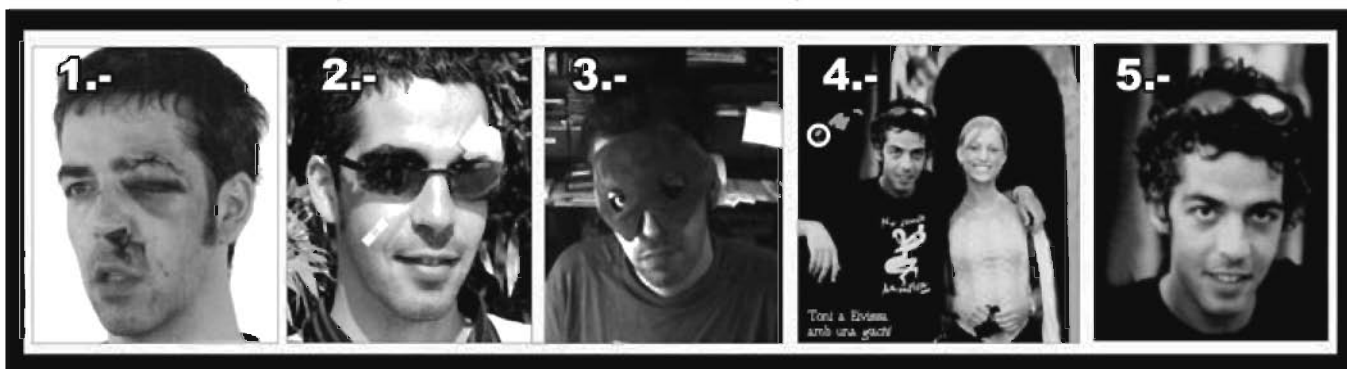 1.-
2.-
3.-
4.-
5.-
Toni a Eivissa
amb una gachí